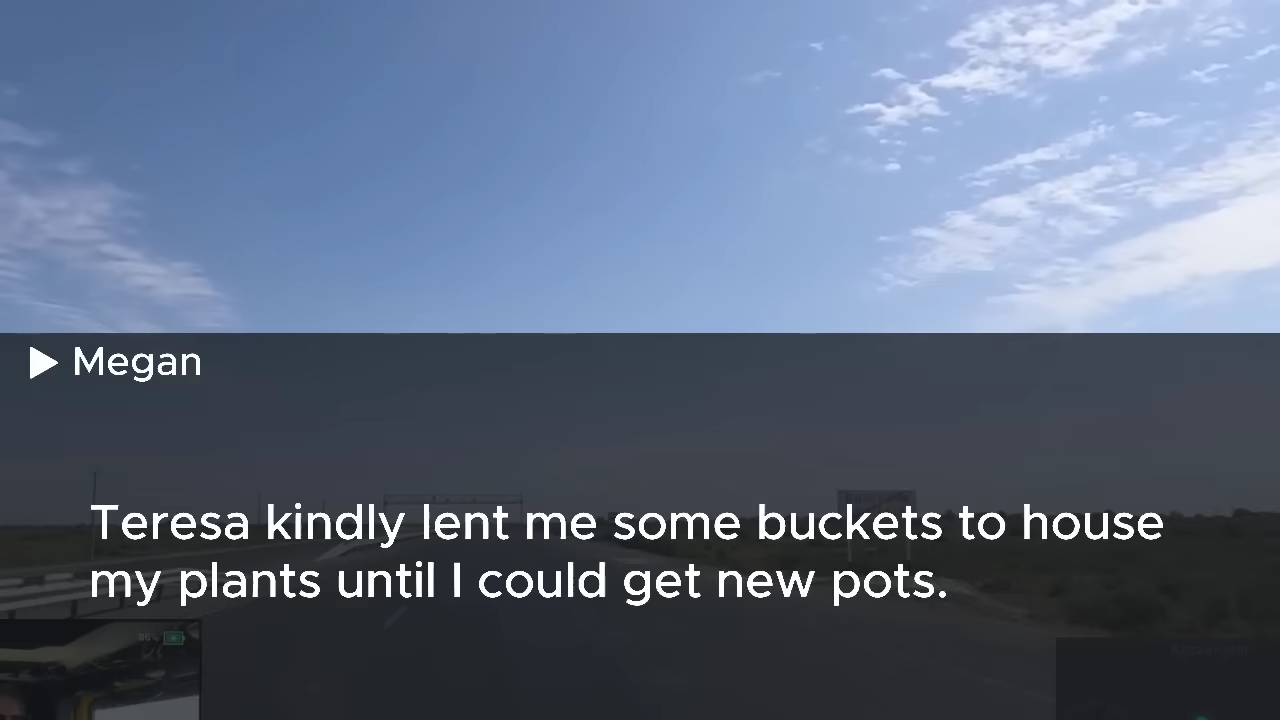 Megan
Teresa kindly lent me some buckets to house
my plants until I could get new pots.